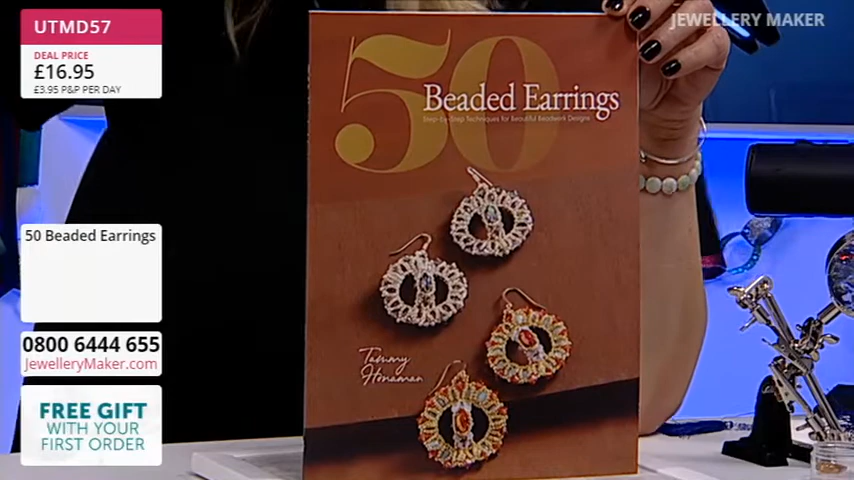 UTMD57
DEAL PRICE
£16.95
£3.95 P&P PER DAY
50 Beaded Earrings
0800 6444 655
JewelleryMaker.com
FREE GIFT
WITH YOUR
FIRST ORDER
50
Beaded Earrings
Step-by-Step Techniques for Beautiful Beadwork Designs
Tammy
Honaman
JEWELLERY MAKER